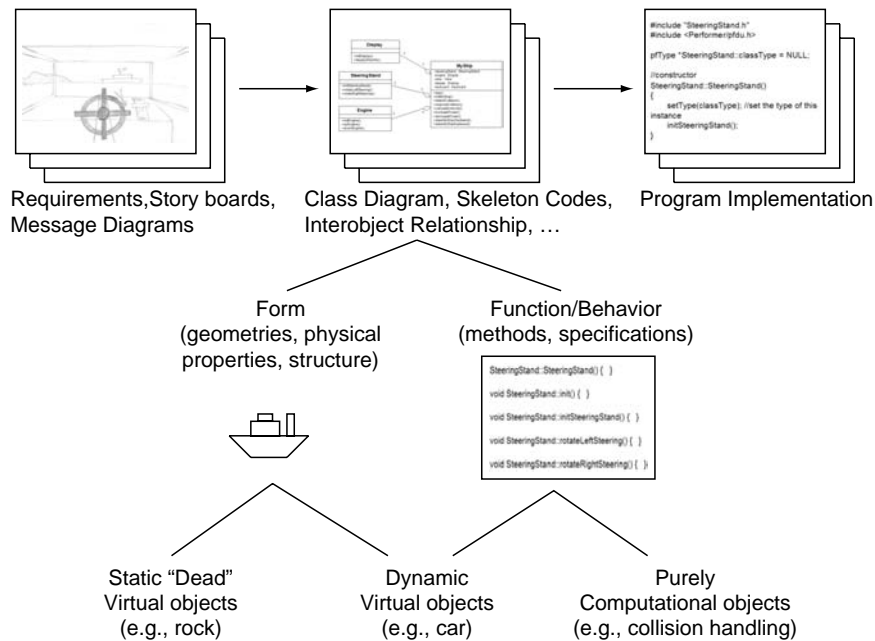 Display
SteeringStand
Engine
MyShip
#include "SteeringStand.h"
#include <Performer/pfdu.h>
pfType *SteeringStand::classType = NULL;
//constructor
SteeringStand::SteeringStand()
{
setType(classType); //set the type of this
instance
initSteeringStand();
}
Requirements,Story boards,
Message Diagrams
Class Diagram, Skeleton Codes,
Interobject Relationship, …
Program Implementation
Form
(geometries, physical
properties, structure)
Function/Behavior
(methods, specifications)
SteeringStand::SteeringStand() { }
void SteeringStand::init() { }
void SteeringStand::initSteeringStand() { }
void SteeringStand::rotateLeftSteering() { }
void SteeringStand::rotateRightSteering() { }
Static “Dead”
Virtual objects
(e.g., rock)
Dynamic
Virtual objects
(e.g., car)
Purely
Computational objects
(e.g., collision handling)